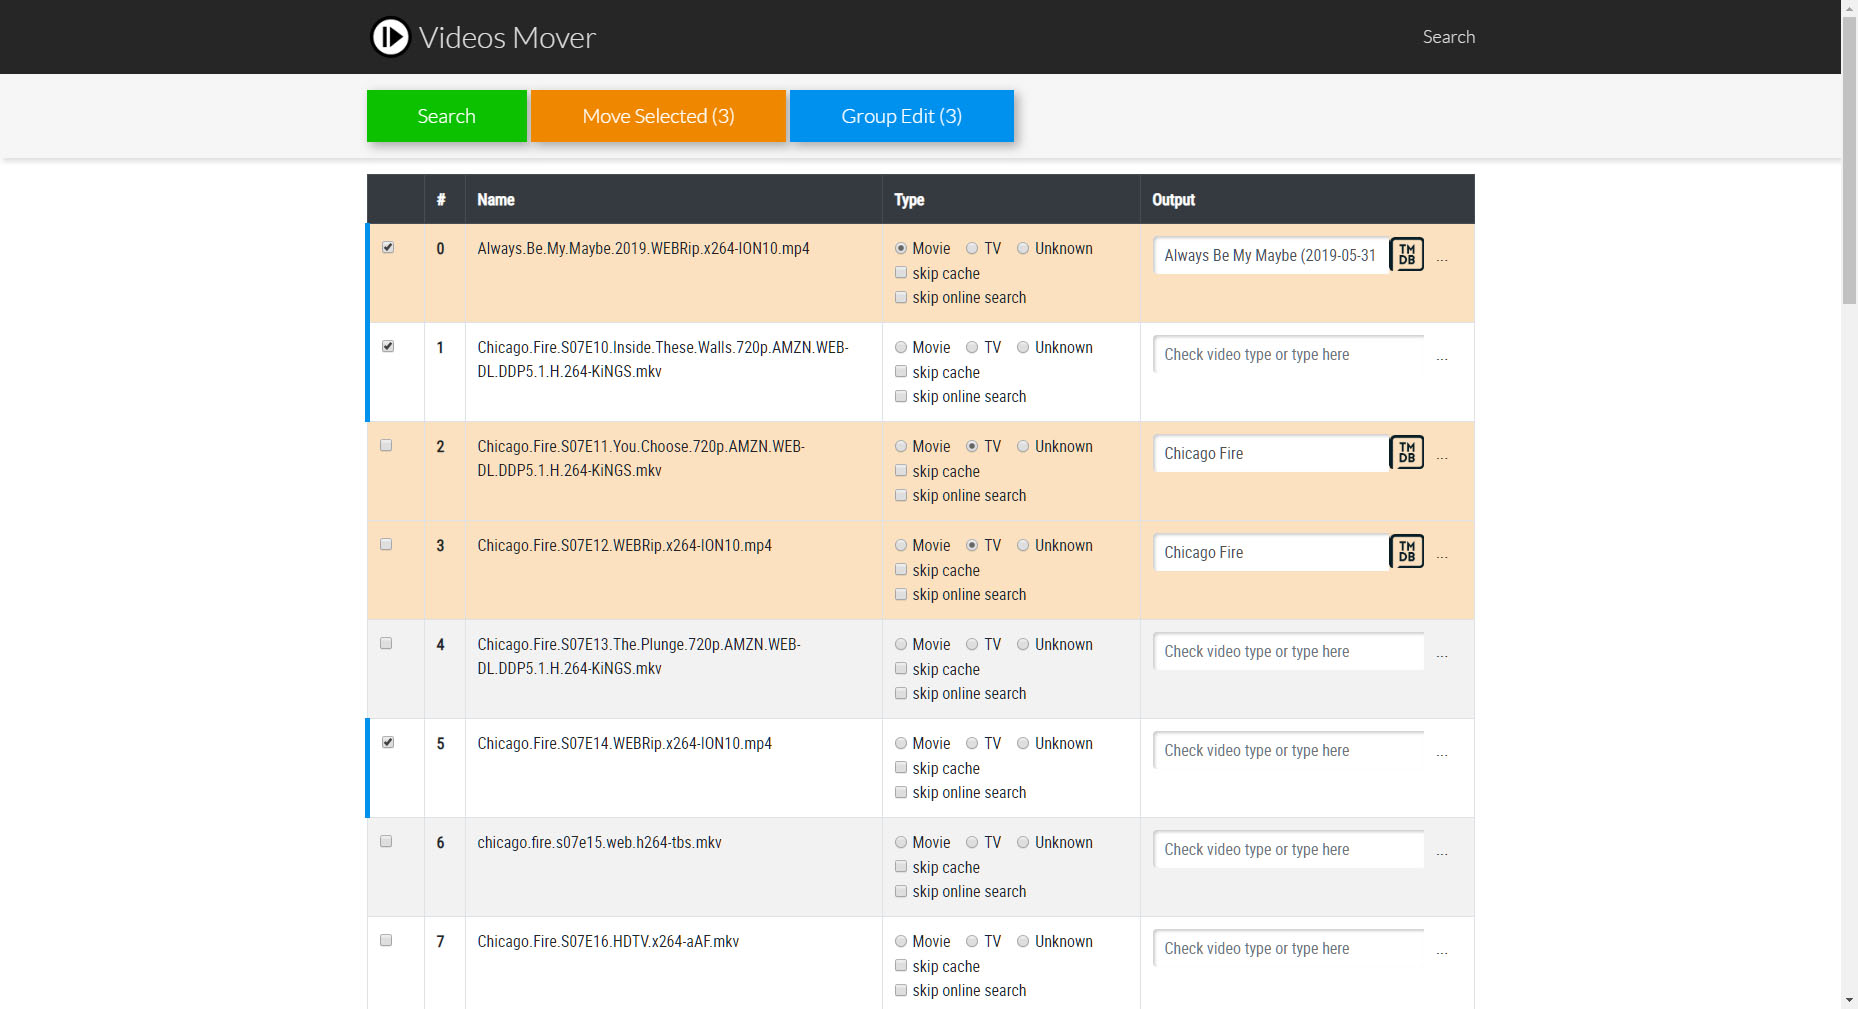 Videos Mover
Search
Search
Move Selected (3)
Group Edit (3)
# Name Type Output
0 Always.Be.My.Maybe.2019.WEBRip.x264-ION10.mp4 Movie TV Unknown Always Be My Maybe (2019-05-31 TMDB ...
skip cache
skip online search
1 Chicago.Fire.S07E10.Inside.These.Walls.720p.AMZN.WEB- Movie TV Unknown Check video type or type here ...
DL.DDP5.1.H.264-KiNGS.mkv skip cache
skip online search
2 Chicago.Fire.S07E11.You.Choose.720p.AMZN.WEB- Movie TV Unknown Chicago Fire TMDB ...
DL.DDP5.1.H.264-KiNGS.mkv skip cache
skip online search
3 Chicago.Fire.S07E12.WEBRip.x264-ION10.mp4 Movie TV Unknown Chicago Fire TMDB ...
skip cache
skip online search
4 Chicago.Fire.S07E13.The.Plunge.720p.AMZN.WEB- Movie TV Unknown Check video type or type here ...
DL.DDP5.1.H.264-KiNGS.mkv skip cache
skip online search
5 Chicago.Fire.S07E14.WEBRip.x264-ION10.mp4 Movie TV Unknown Check video type or type here ...
skip cache
skip online search
6 chicago.fire.s07e15.web.h264-tbs.mkv Movie TV Unknown Check video type or type here ...
skip cache
skip online search
7 Chicago.Fire.S07E16.HDTV.x264-aAF.mkv Movie TV Unknown Check video type or type here ...
skip cache
skip online search